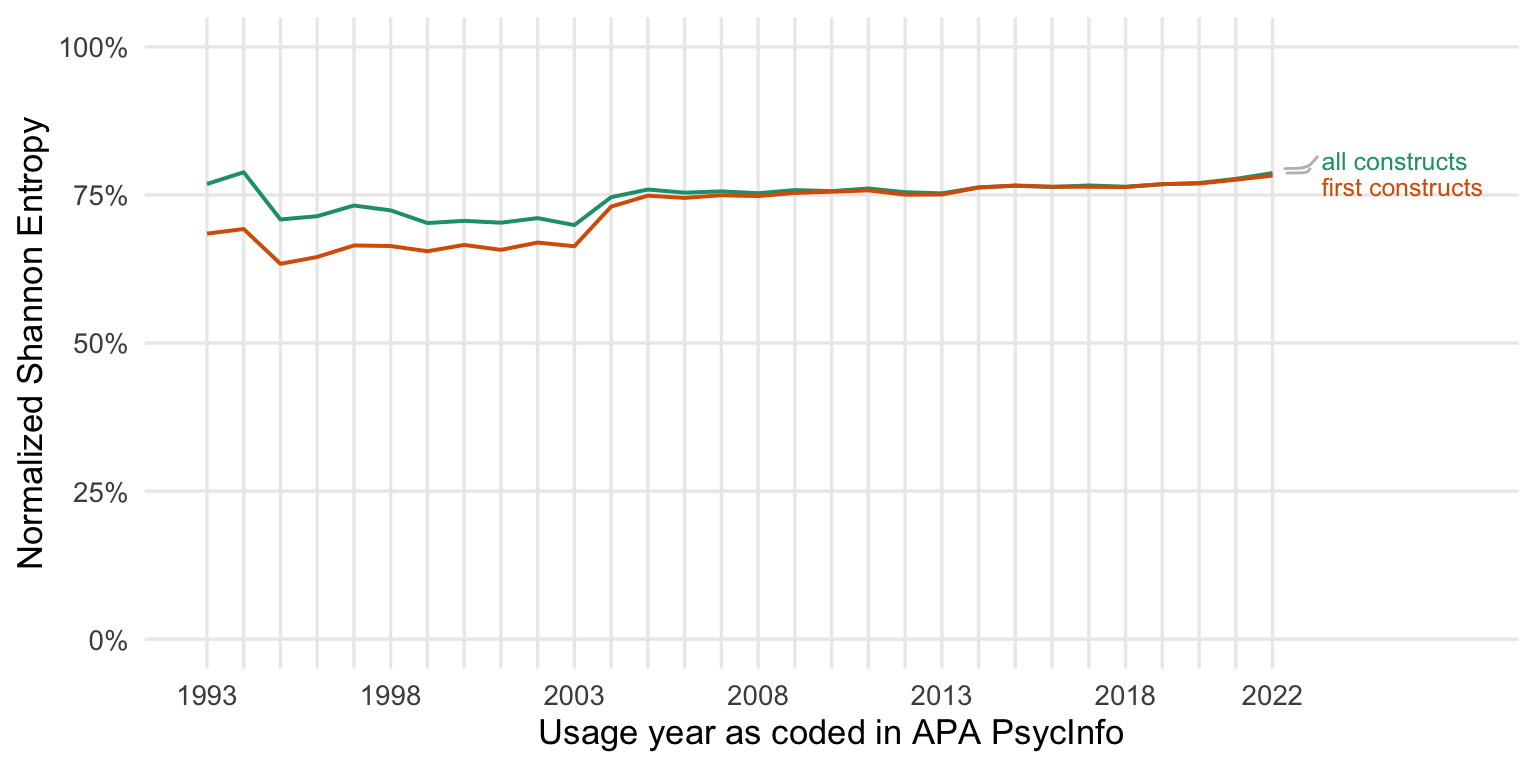 100%
75%
50%
25%
0%
Normalized Shannon Entropy
all constructs
first constructs
1993 1998 2003 2008 2013 2018 2022
Usage year as coded in APA PsycInfo